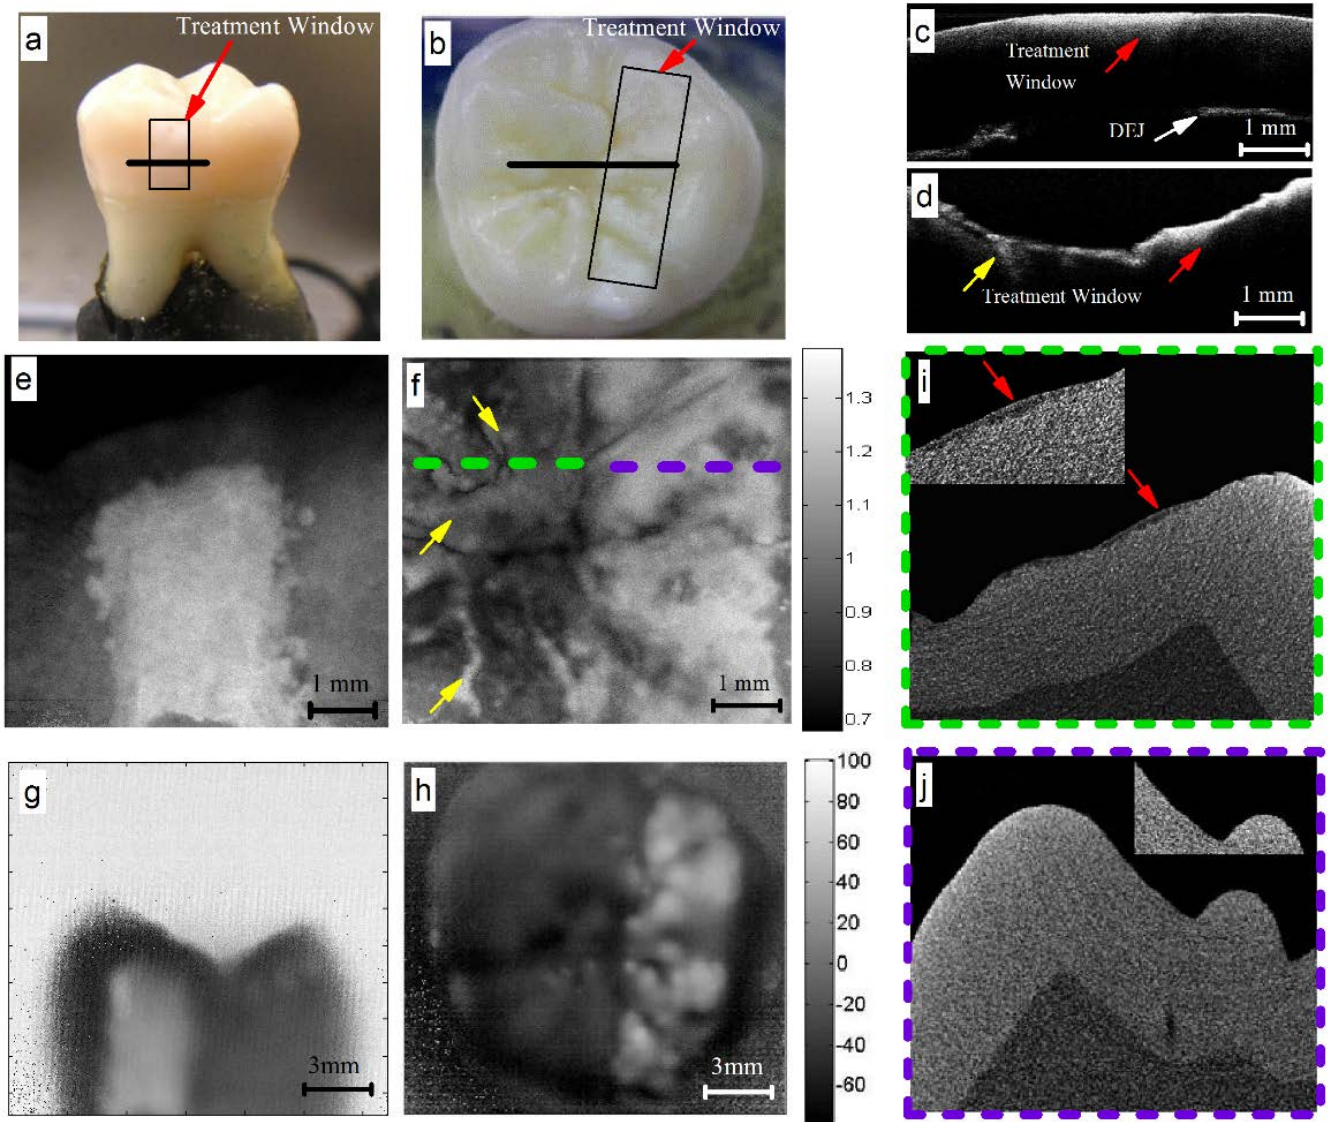 a
Treatment Window
b
Treatment Window
c
Treatment
Window
DEJ
1 mm
d
Treatment Window
1 mm
e
1 mm
f
1 mm
1.3
1.2
1.1
1
0.9
0.8
0.7
i
g
3mm
h
3mm
100
80
60
40
20
0
-20
-40
-60
j